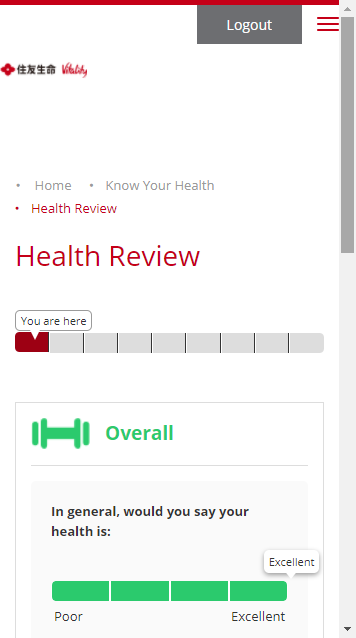 Logout
住友生命 Vitality
• Home • Know Your Health
• Health Review
Health Review
You are here
Overall
In general, would you say your
health is:
Excellent
Poor Excellent